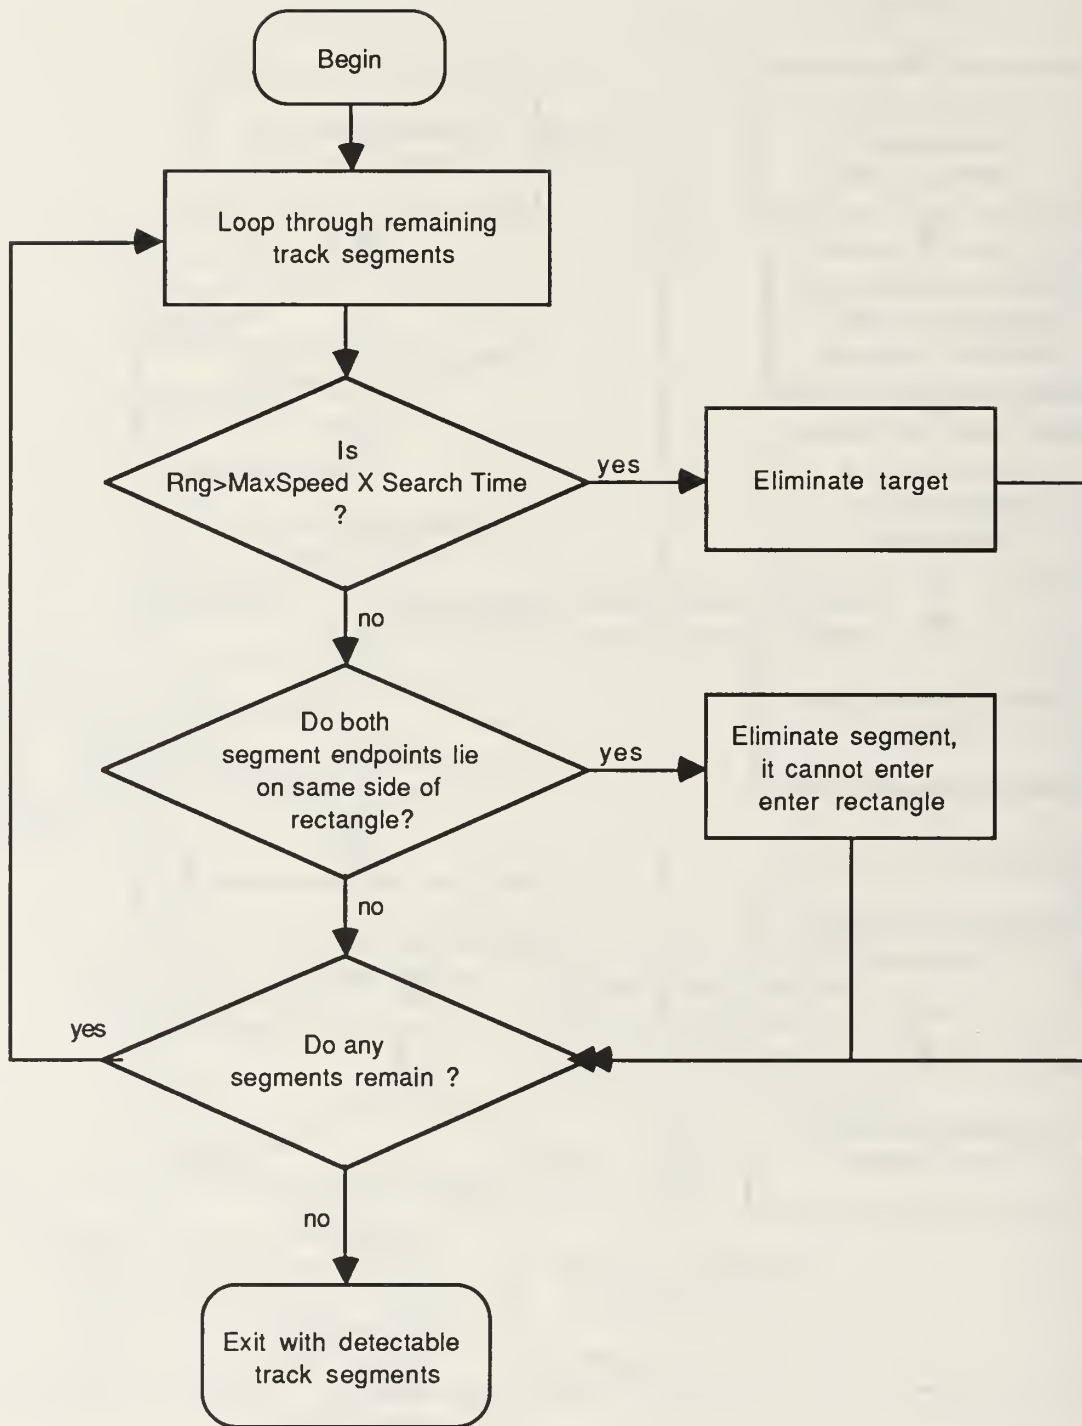 Begin
Loop through remaining
track segments
Is
Rng>MaxSpeed X Search Time
?
yes
Eliminate target
no
Do both
segment endpoints lie
on same side of
rectangle?
yes
Eliminate segment,
it cannot enter
enter rectangle
no
yes
Do any
segments remain ?
no
Exit with detectable
track segments